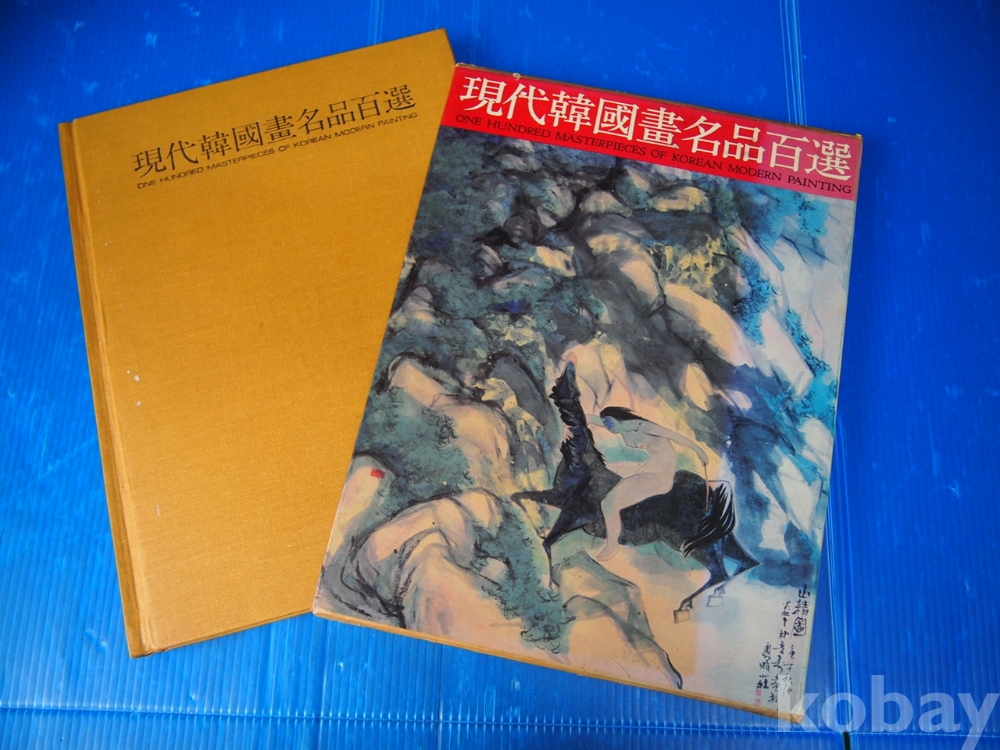 現代韓國畫名品百選
ONE HUNDRED MASTERPIECES OF KOREAN MODERN PAINTING
現代韓國畫名品百選
ONE HUNDRED MASTERPIECES OF KOREAN MODERN PAINTING
山精圖
kobay